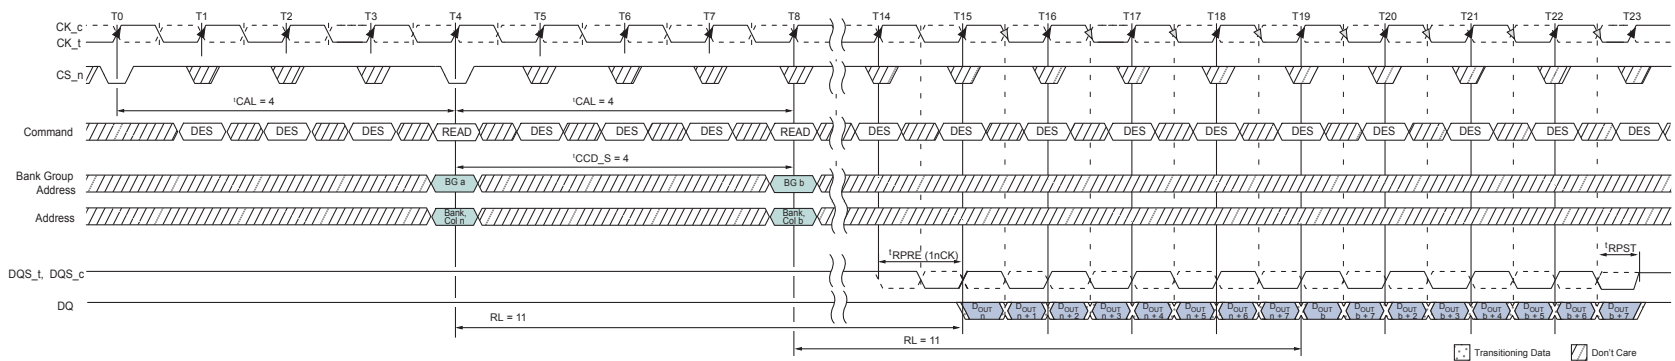 T0 T1 T2 T3 T4 T5 T6 T7 T8 T14 T15 T16 T17 T18 T19 T20 T21 T22 T23
CK_c
CK_t
CS_n
tCAL = 4 tCAL = 4
Command DES DES DES READ DES DES DES READ DES DES DES DES DES DES DES DES DES DES
tCCD_S = 4
Bank Group
Address BG a BG b
Address Bank, Col n Bank, Col b
tRPRE (1nCK) tRPST
DQS_t, DQS_c
DQ DOUT n DOUT n + 1 DOUT n + 2 DOUT n + 3 DOUT n + 4 DOUT n + 5 DOUT n + 6 DOUT n + 7 DOUT b DOUT b + 7 DOUT b + 2 DOUT b + 3 DOUT b + 4 DOUT b + 5 DOUT b + 6 DOUT b + 7
RL = 11
RL = 11
Transitioning Data Don't Care